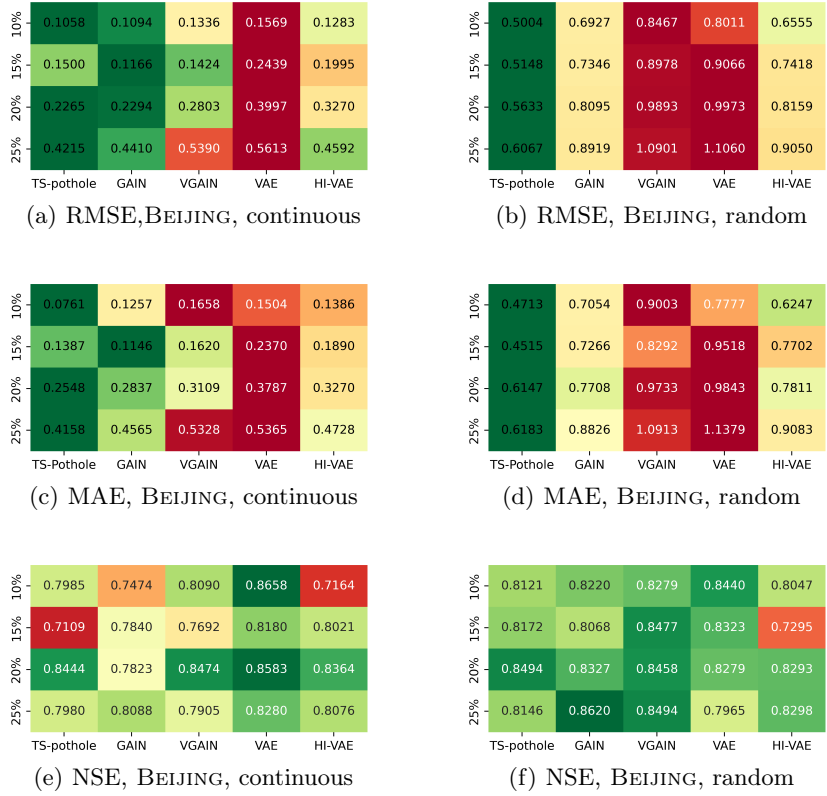 10% 0.1058 0.1094 0.1336 0.1569 0.1283
15% 0.1500 0.1166 0.1424 0.2439 0.1995
20% 0.2265 0.2294 0.2803 0.3997 0.3270
25% 0.4215 0.4410 0.5390 0.5613 0.4592
TS-pothole GAIN VGAIN VAE HI-VAE
(a) RMSE,BEIJING, continuous
10% 0.5004 0.6927 0.8467 0.8011 0.6555
15% 0.5148 0.7346 0.8978 0.9066 0.7418
20% 0.5633 0.8095 0.9893 0.9973 0.8159
25% 0.6067 0.8919 1.0901 1.1060 0.9050
TS-pothole GAIN VGAIN VAE HI-VAE
(b) RMSE, BEIJING, random
10% 0.0761 0.1257 0.1658 0.1504 0.1386
15% 0.1387 0.1146 0.1620 0.2370 0.1890
20% 0.2548 0.2837 0.3109 0.3787 0.3270
25% 0.4158 0.4565 0.5328 0.5365 0.4728
TS-Pothole GAIN VGAIN VAE HI-VAE
(c) MAE, BEIJING, continuous
10% 0.4713 0.7054 0.9003 0.7777 0.6247
15% 0.4515 0.7266 0.8292 0.9518 0.7702
20% 0.6147 0.7708 0.9733 0.9843 0.7811
25% 0.6183 0.8826 1.0913 1.1379 0.9083
TS-Pothole GAIN VGAIN VAE HI-VAE
(d) MAE, BEIJING, random
10% 0.7985 0.7474 0.8090 0.8658 0.7164
15% 0.7109 0.7840 0.7692 0.8180 0.8021
20% 0.8444 0.7823 0.8474 0.8583 0.8364
25% 0.7980 0.8088 0.7905 0.8280 0.8076
TS-pothole GAIN VGAIN VAE HI-VAE
(e) NSE, BEIJING, continuous
10% 0.8121 0.8220 0.8279 0.8440 0.8047
15% 0.8172 0.8068 0.8477 0.8323 0.7295
20% 0.8494 0.8327 0.8458 0.8279 0.8293
25% 0.8146 0.8620 0.8494 0.7965 0.8298
TS-pothole GAIN VGAIN VAE HI-VAE
(f) NSE, BEIJING, random